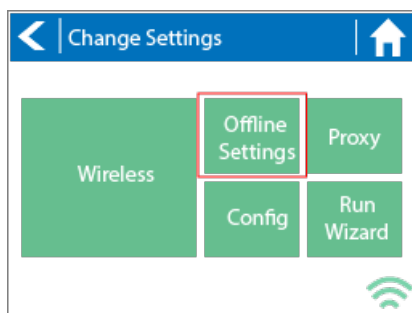 Change Settings
Wireless
Offline
Settings
Proxy
Config
Run
Wizard